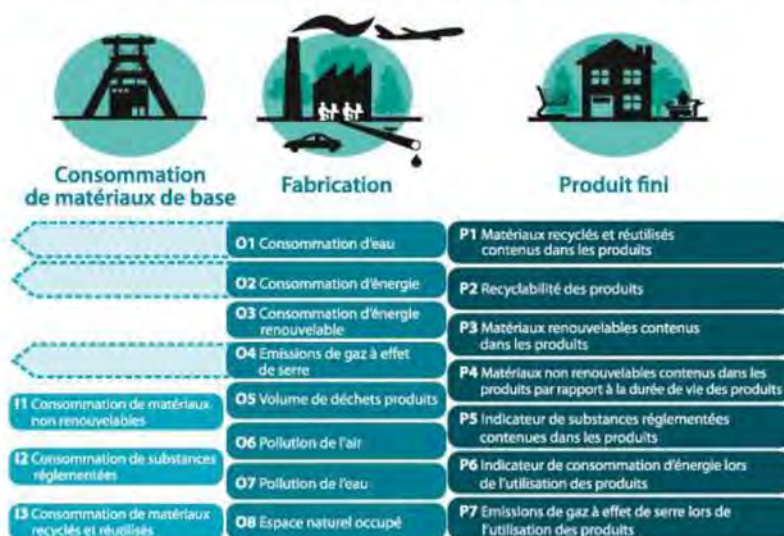 Consommation
de matériaux de base
Fabrication
Produit fini
O1 Consommation d'eau
O2 Consommation d'énergie
O3 Consommation d'énergie
renouvelable
O4 Emissions de gaz à effet
de serre
I1 Consommation de matériaux
non renouvelables
O5 Volume de déchets produits
I2 Consommation de substances
réglementées
O6 Pollution de l'air
O7 Pollution de l'eau
I3 Consommation de matériaux
recyclés et réutilisés
O8 Espace naturel occupé
P1 Matériaux recyclés et réutilisés
contenus dans les produits
P2 Recyclabilité des produits
P3 Matériaux renouvelables contenus
dans les produits
P4 Matériaux non renouvelables contenus dans les
produits par rapport à la durée de vie des produits
P5 Indicateur de substances réglementées
contenues dans les produits
P6 Indicateur de consommation d'énergie lors
de l'utilisation des produits
P7 Emissions de gaz à effet de serre lors de
l'utilisation des produits